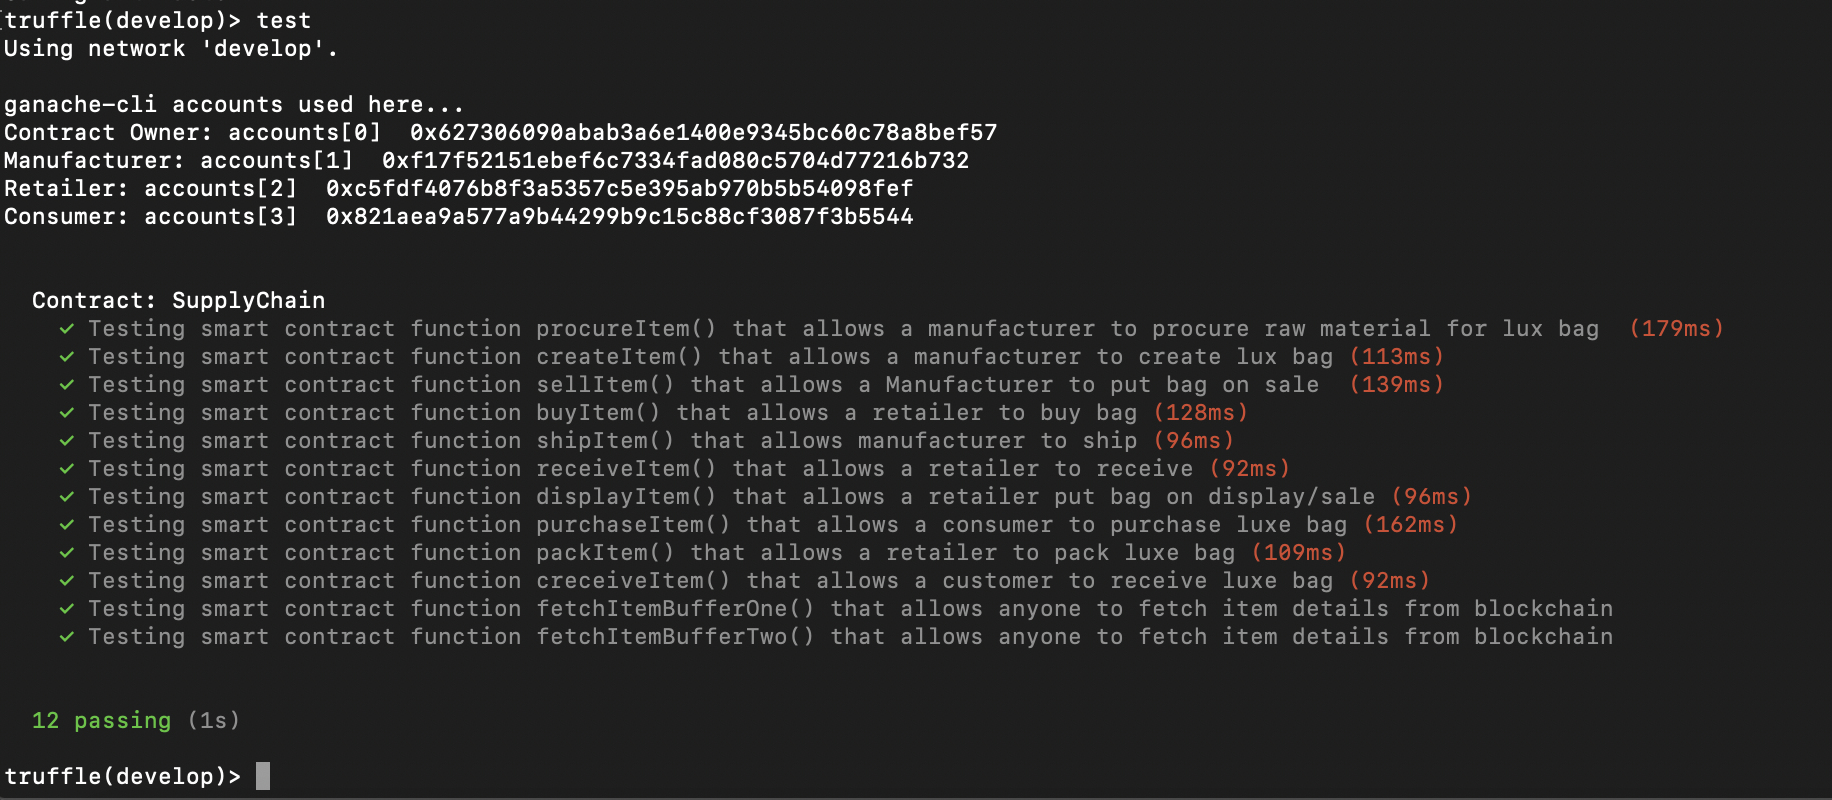 truffle(develop)> test
Using network 'develop'.
ganache-cli accounts used here...
Contract Owner: accounts[0]  0x627306090abab3a6e1400e9345bc60c78a8bef57
Manufacturer: accounts[1]  0xf17f52151ebef6c7334fad080c5704d77216b732
Retailer: accounts[2]  0xc5fdf4076b8f3a5357c5e395ab970b5b54098fef
Consumer: accounts[3]  0x821aea9a577a9b44299b9c15c88cf3087f3b5544
Contract: SupplyChain
✓ Testing smart contract function procureItem() that allows a manufacturer to procure raw material for lux bag  (179ms)
✓ Testing smart contract function createItem() that allows a manufacturer to create lux bag (113ms)
✓ Testing smart contract function sellItem() that allows a Manufacturer to put bag on sale  (139ms)
✓ Testing smart contract function buyItem() that allows a retailer to buy bag (128ms)
✓ Testing smart contract function shipItem() that allows manufacturer to ship (96ms)
✓ Testing smart contract function receiveItem() that allows a retailer to receive (92ms)
✓ Testing smart contract function displayItem() that allows a retailer put bag on display/sale (96ms)
✓ Testing smart contract function purchaseItem() that allows a consumer to purchase luxe bag (162ms)
✓ Testing smart contract function packItem() that allows a retailer to pack luxe bag (109ms)
✓ Testing smart contract function creceiveItem() that allows a customer to receive luxe bag (92ms)
✓ Testing smart contract function fetchItemBufferOne() that allows anyone to fetch item details from blockchain
✓ Testing smart contract function fetchItemBufferTwo() that allows anyone to fetch item details from blockchain
12 passing (1s)
truffle(develop)>